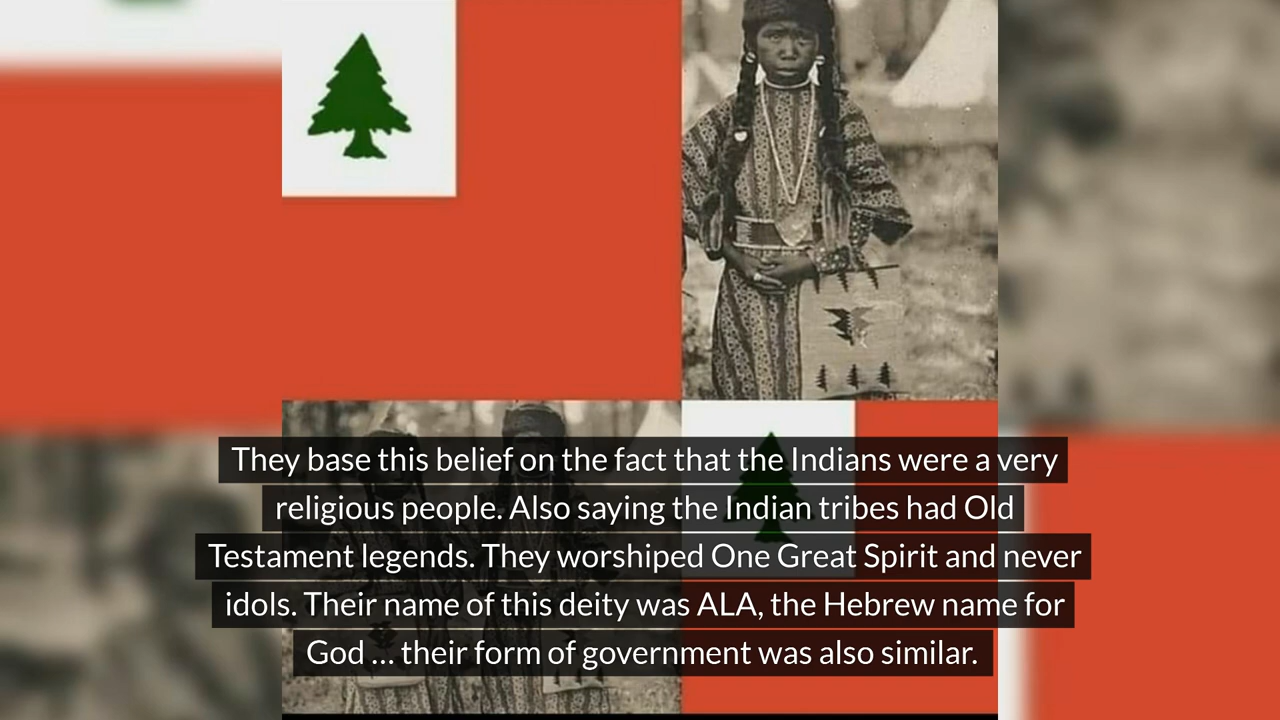 They base this belief on the fact that the Indians were a very
religious people. Also saying the Indian tribes had Old
Testament legends. They worshiped One Great Spirit and never
idols. Their name of this deity was ALA, the Hebrew name for
God ... their form of government was also similar.